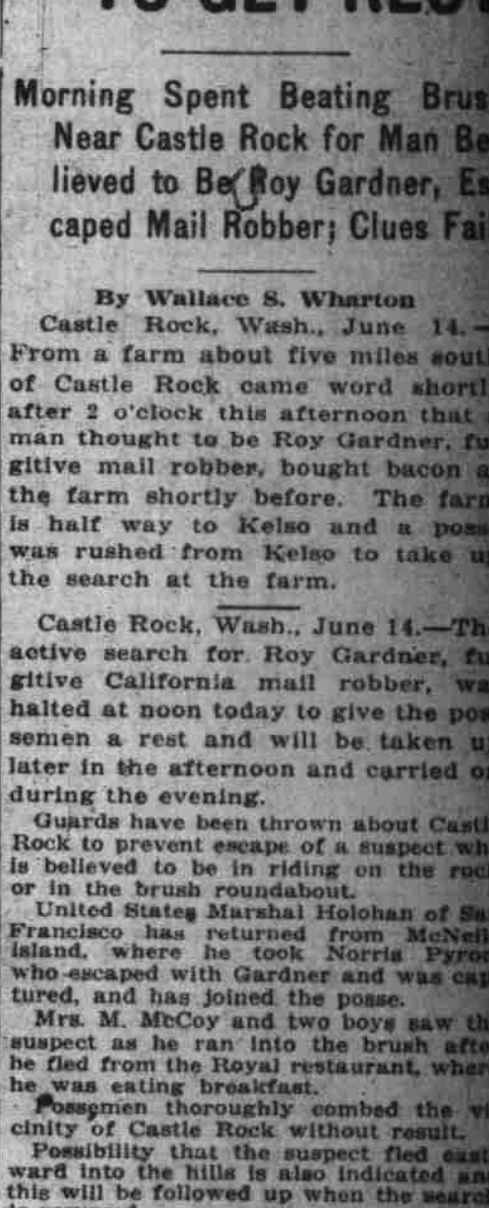 TO GET REST
Morning Spent Beating Brus
Near Castle Rock for Man Be
lieved to Be Roy Gardner, Es
caped Mail Robber; Clues Fai
By Wallace S. Wharton
Castle Rock, Wash., June 14.—
From a farm about five miles sout
of Castle Rock came word shortl
after 2 o'clock this afternoon that
man thought to be Roy Gardner, fu
gitive mail robber, bought bacon a
the farm shortly before. The farm
is half way to Kelso and a poss
was rushed from Kelso to take u
the search at the farm.
Castle Rock, Wash., June 14.—Th
active search for Roy Gardner, fu
gitive California mail robber, wa
halted at noon today to give the pos
semen a rest and will be taken u
later in the afternoon and carried o
during the evening.
Guards have been thrown about Castl
Rock to prevent escape of a suspect wh
is believed to be in riding on the roc
or in the brush roundabout.
United States Marshal Holohan of Sa
Francisco has returned from McNeil
Island, where he took Norris Pyro
who escaped with Gardner and was cap
tured, and has joined the posse.
Mrs. M. McCoy and two boys saw th
suspect as he ran into the brush afte
he fled from the Royal restaurant, wher
he was eating breakfast.
Possemen thoroughly combed the vi
cinity of Castle Rock without result.
Possibility that the suspect fled east
ward into the hills is also indicated an
this will be followed up when the searc